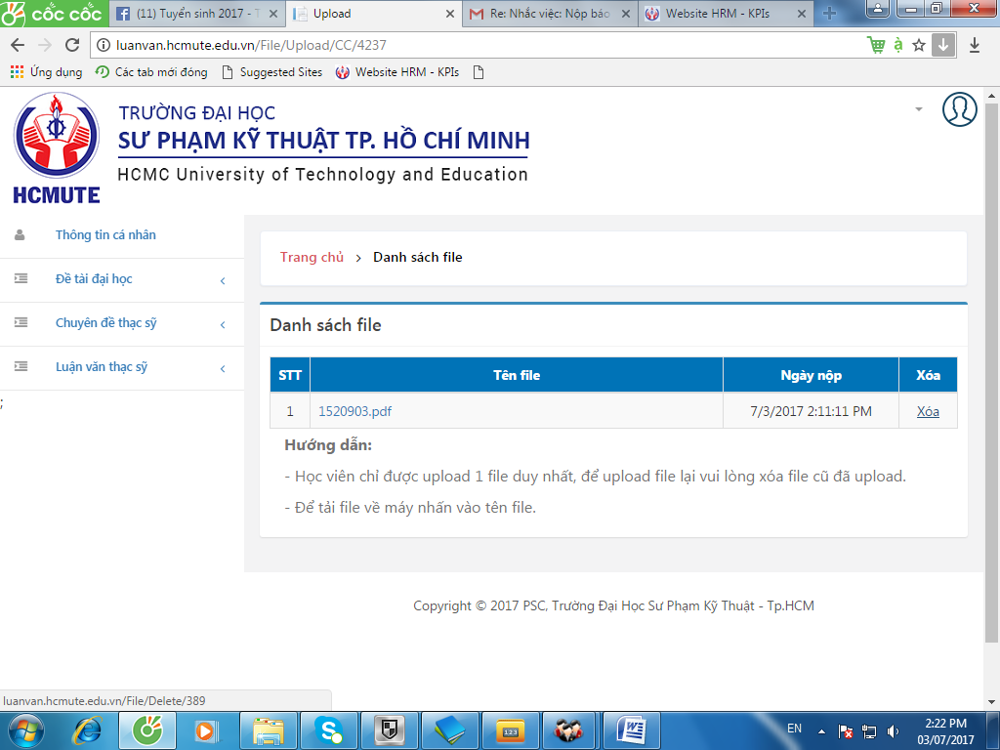 cốc cốc
(11) Tuyển sinh 2017 - T
Upload
Re: Nhắc việc: Nộp báo
Website HRM - KPIs
luanvan.hcmute.edu.vn/File/Upload/CC/4237
Ứng dụng
Các tab mới đóng
Suggested Sites
Website HRM - KPIs
TRƯỜNG ĐẠI HỌC
SƯ PHẠM KỸ THUẬT TP. HỒ CHÍ MINH
HCMC University of Technology and Education
HCMUTE
Thông tin cá nhân
Đề tài đại học
Chuyên đề thạc sỹ
Luận văn thạc sỹ
;
Trang chủ > Danh sách file
Danh sách file
STT Tên file Ngày nộp Xóa
1 1520903.pdf 7/3/2017 2:11:11 PM Xóa
Hướng dẫn:
- Học viên chỉ được upload 1 file duy nhất, để upload file lại vui lòng xóa file cũ đã upload.
- Để tải file về máy nhấn vào tên file.
Copyright © 2017 PSC, Trường Đại Học Sư Phạm Kỹ Thuật - Tp.HCM
luanvan.hcmute.edu.vn/File/Delete/389
123
EN
2:22 PM
03/07/2017